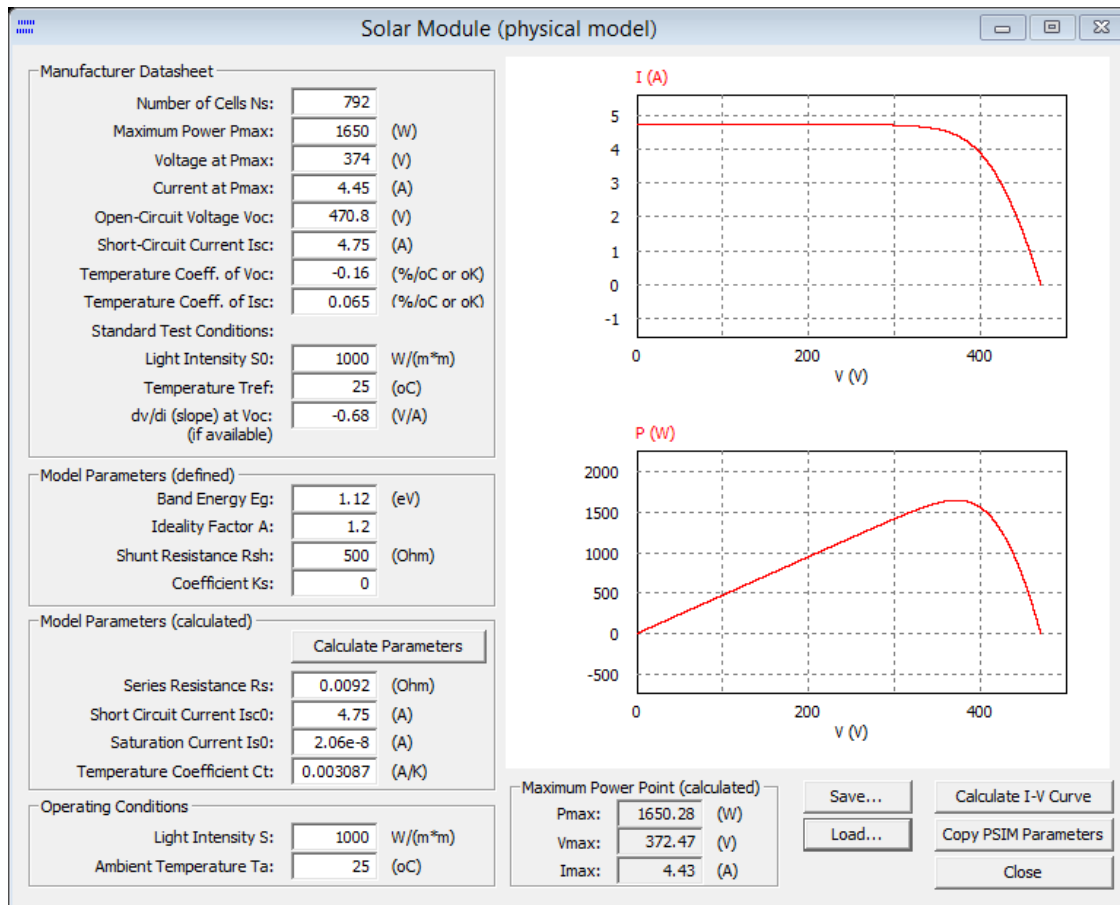 Solar Module (physical model)
Manufacturer Datasheet
Number of Cells Ns: 792
Maximum Power Pmax: 1650 (W)
Voltage at Pmax: 374 (V)
Current at Pmax: 4.45 (A)
Open-Circuit Voltage Voc: 470.8 (V)
Short-Circuit Current Isc: 4.75 (A)
Temperature Coeff. of Voc: -0.16 (%/oC or oK)
Temperature Coeff. of Isc: 0.065 (%/oC or oK)
Standard Test Conditions:
Light Intensity S0: 1000 W/(m*m)
Temperature Tref: 25 (oC)
dv/di (slope) at Voc: -0.68 (V/A)
(if available)
Model Parameters (defined)
Band Energy Eg: 1.12 (eV)
Ideality Factor A: 1.2
Shunt Resistance Rsh: 500 (Ohm)
Coefficient Ks: 0
Model Parameters (calculated)
Calculate Parameters
Series Resistance Rs: 0.0092 (Ohm)
Short Circuit Current Isc0: 4.75 (A)
Saturation Current Is0: 2.06e-8 (A)
Temperature Coefficient Ct: 0.003087 (A/K)
Operating Conditions
Light Intensity S: 1000 W/(m*m)
Ambient Temperature Ta: 25 (oC)
I (A)
5
4
3
2
1
0
-1
0 200 400
V (V)
P (W)
2000
1500
1000
500
0
-500
0 200 400
V (V)
Maximum Power Point (calculated)
Pmax: 1650.28 (W)
Vmax: 372.47 (V)
Imax: 4.43 (A)
Save...
Load...
Calculate I-V Curve
Copy PSIM Parameters
Close